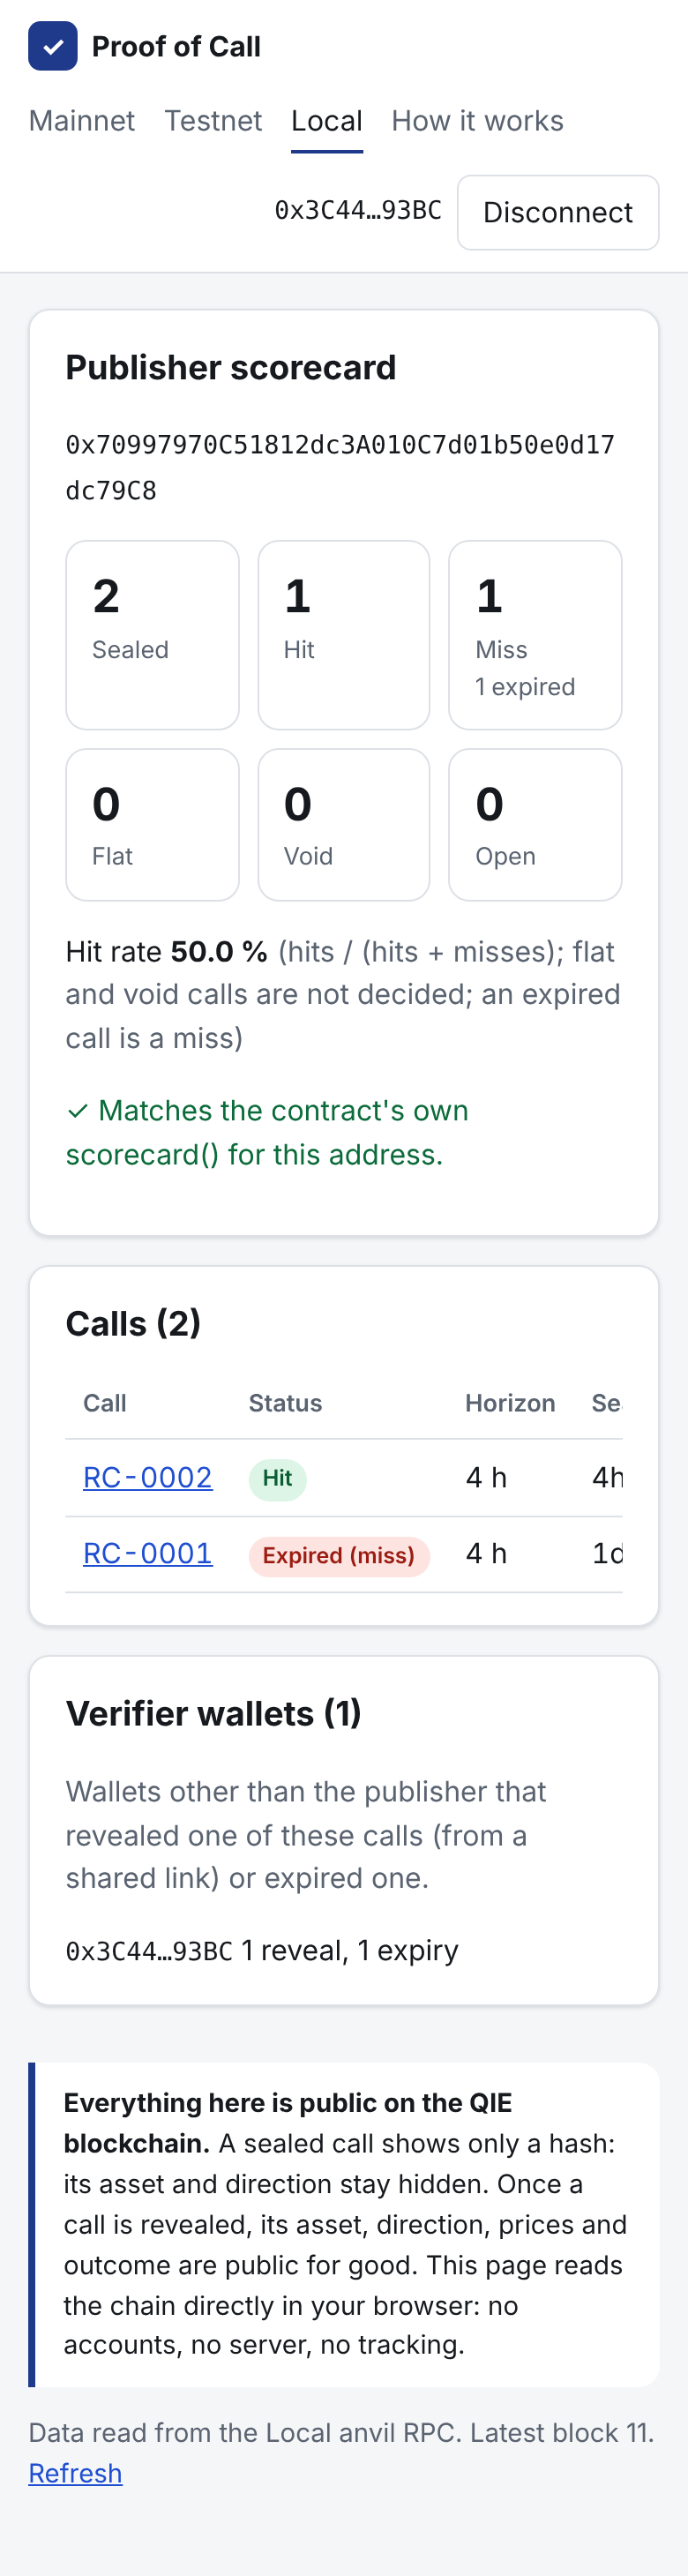 Proof of Call
Mainnet Testnet Local How it works
0x3C44…93BC Disconnect
Publisher scorecard
0x70997970C51812dc3A010C7d01b50e0d17
dc79C8
2 1 1
Sealed Hit Miss
1 expired
0 0 0
Flat Void Open
Hit rate 50.0 % (hits / (hits + misses); flat
and void calls are not decided; an expired
call is a miss)
✓ Matches the contract's own
scorecard() for this address.
Calls (2)
Call Status Horizon
RC-0002 Hit 4 h 4h
RC-0001 Expired (miss) 4 h 1d
Verifier wallets (1)
Wallets other than the publisher that
revealed one of these calls (from a
shared link) or expired one.
0x3C44…93BC 1 reveal, 1 expiry
Everything here is public on the QIE
blockchain. A sealed call shows only a hash:
its asset and direction stay hidden. Once a
call is revealed, its asset, direction, prices and
outcome are public for good. This page reads
the chain directly in your browser: no
accounts, no server, no tracking.
Data read from the Local anvil RPC. Latest block 11.
Refresh